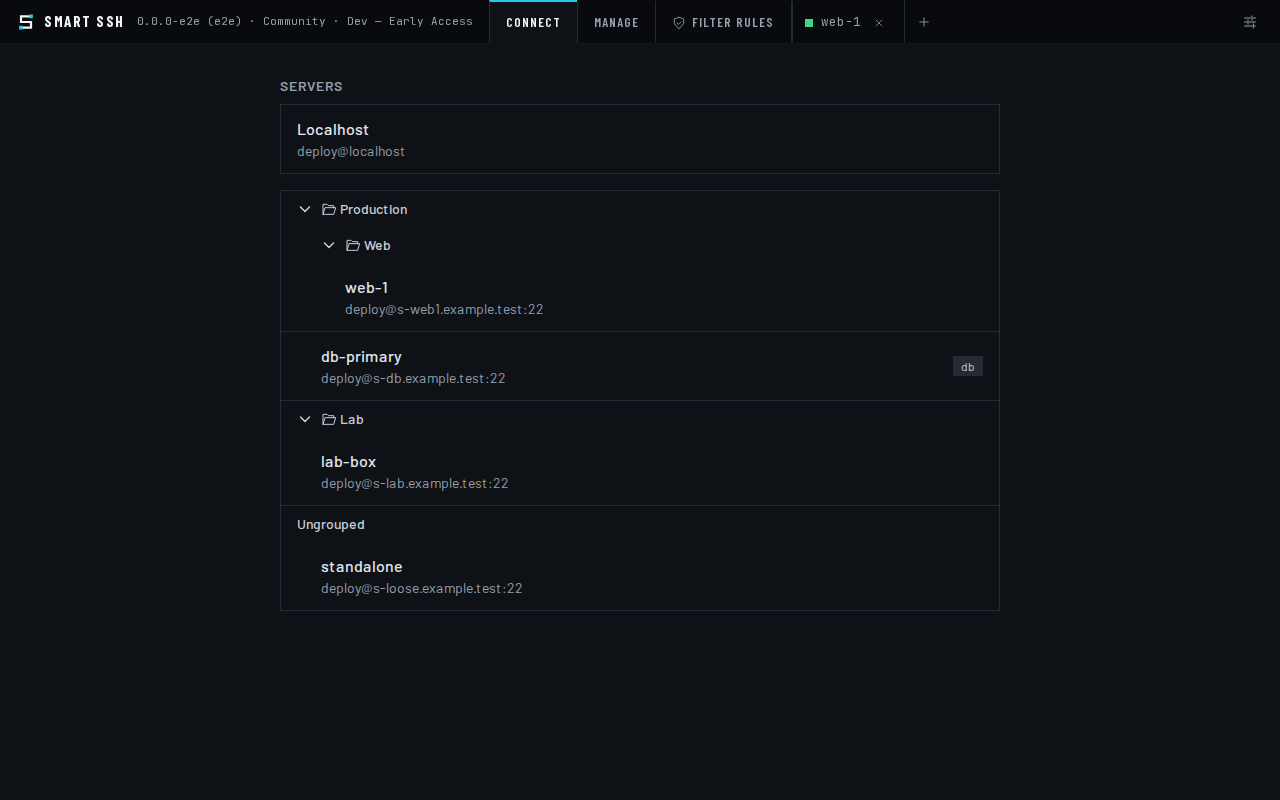 SMART SSH 0.0.0-e2e (e2e) · Community · Dev — Early Access CONNECT MANAGE FILTER RULES web-1
SERVERS
Localhost
deploy@localhost
Production
Web
web-1
deploy@s-web1.example.test:22
db-primary
deploy@s-db.example.test:22
db
Lab
lab-box
deploy@s-lab.example.test:22
Ungrouped
standalone
deploy@s-loose.example.test:22